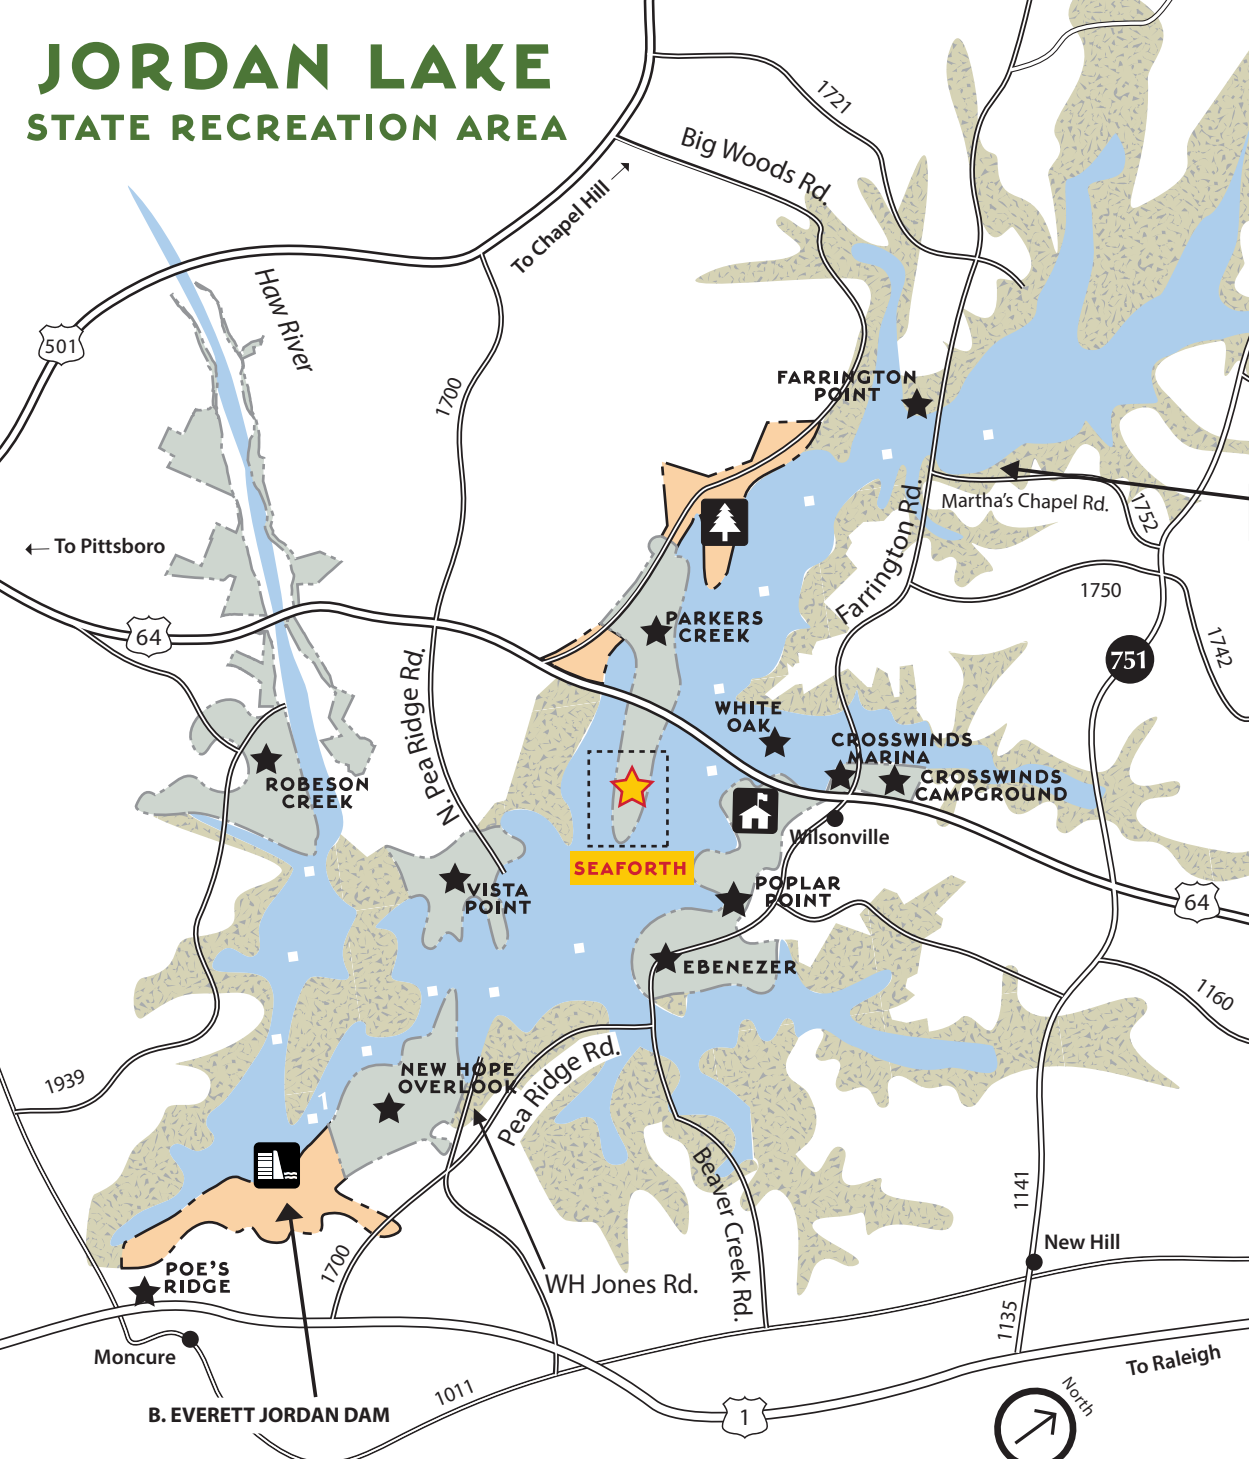 JORDAN LAKE
STATE RECREATION AREA
1721
Big Woods Rd.
To Chapel Hill
Haw River
501
1700
FARRINGTON
POINT
Martha's Chapel Rd.
1752
Farrington Rd.
To Pittsboro
64
1750
1742
751
PARKERS
CREEK
N. Pea Ridge Rd.
WHITE
OAK
CROSSWINDS
MARINA
CROSSWINDS
CAMPGROUND
ROBESON
CREEK
Wilsonville
SEAFORTH
VISTA
POINT
POPLAR
POINT
64
EBENEZER
1160
1939
NEW HOPE
OVERLOOK
Pea Ridge Rd.
Beaver Creek Rd.
1141
New Hill
POE'S
RIDGE
1700
WH Jones Rd.
1135
Moncure
To Raleigh
1011
B. EVERETT JORDAN DAM
1
North